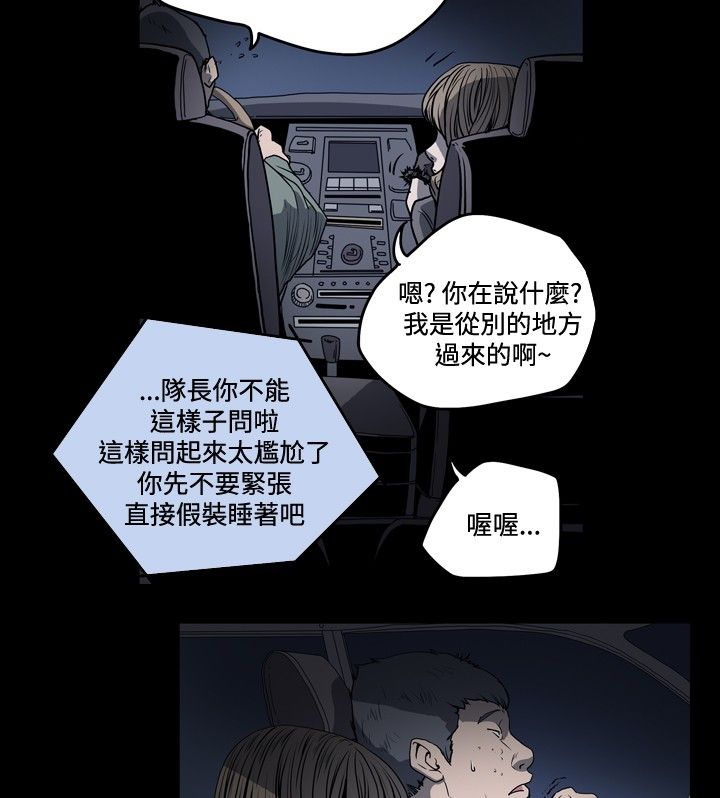 嗯? 你在說什麼?
我是從別的地方
過來的啊~
...隊長你不能
這樣子問啦
這樣問起來太尷尬了
你先不要緊張
直接假裝睡著吧
喔喔...